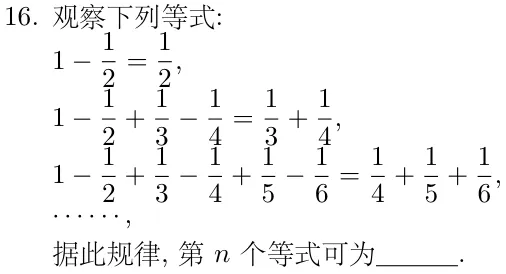 16. 观察下列等式:
1 − 1/2 = 1/2,
1 − 1/2 + 1/3 − 1/4 = 1/3 + 1/4,
1 − 1/2 + 1/3 − 1/4 + 1/5 − 1/6 = 1/4 + 1/5 + 1/6,
······,
据此规律, 第 n 个等式可为______.